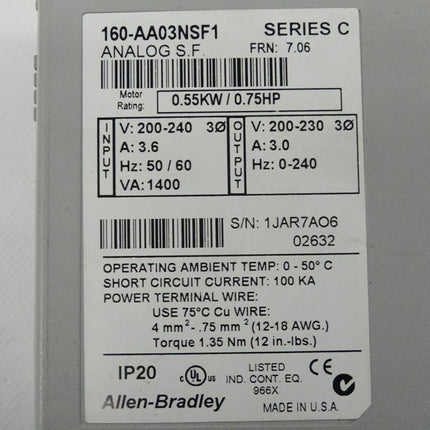 160-AA03NSF1 SERIES C
ANALOG S.F. FRN: 7.06
Motor Rating: 0.55KW / 0.75HP
INPUT
V: 200-240 3Ø
A: 3.6
Hz: 50 / 60
VA: 1400
OUTPUT
V: 200-230 3Ø
A: 3.0
Hz: 0-240
S/N: 1JAR7AO6
02632
OPERATING AMBIENT TEMP: 0 - 50° C
SHORT CIRCUIT CURRENT: 100 KA
POWER TERMINAL WIRE:
USE 75°C Cu WIRE:
4 mm² - .75 mm² (12-18 AWG.)
Torque 1.35 Nm (12 in.-lbs.)
IP20
c UL us
LISTED
IND. CONT. EQ.
966X
CE
Allen-Bradley
MADE IN U.S.A.